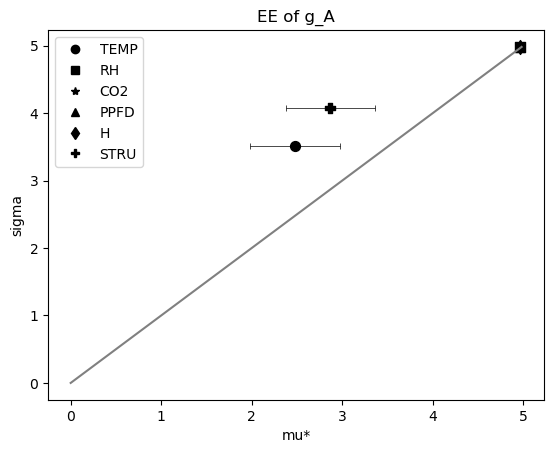 EE of g_A
TEMP
RH
CO2
PPFD
H
STRU
sigma
5
4
3
2
1
0
0 1 2 3 4 5
mu*